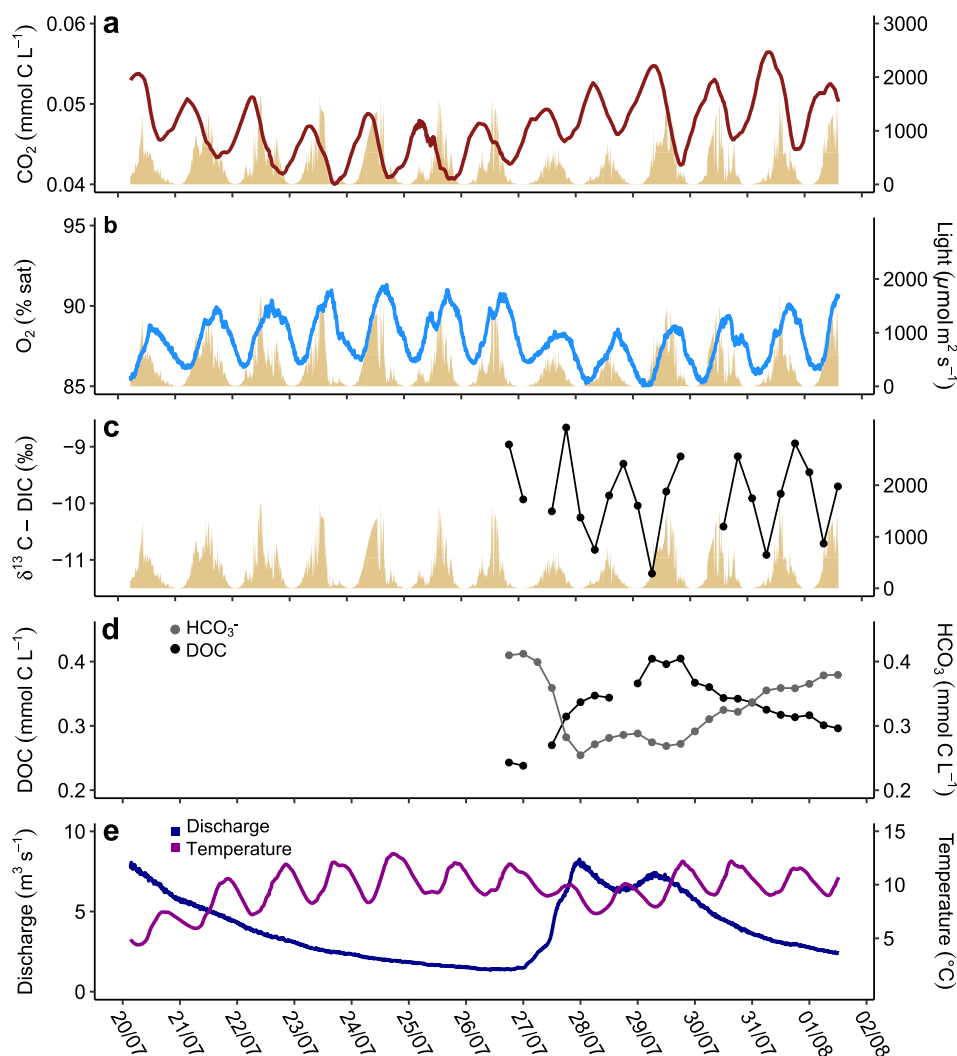 a
CO₂ (mmol C L⁻¹)
0.06
0.05
0.04
3000
2000
1000
0
b
O₂ (% sat)
95
90
85
2000
1000
0
Light (µmol m² s⁻¹)
c
δ¹³ C − DIC (‰)
−9
−10
−11
2000
1000
0
d
HCO₃⁻
DOC
DOC (mmol C L⁻¹)
0.4
0.3
0.2
0.4
0.3
0.2
HCO₃ (mmol C L⁻¹)
e
Discharge
Temperature
Discharge (m³ s⁻¹)
10
5
0
15
10
5
Temperature (°C)
20/07
21/07
22/07
23/07
24/07
25/07
26/07
27/07
28/07
29/07
30/07
31/07
01/08
02/08